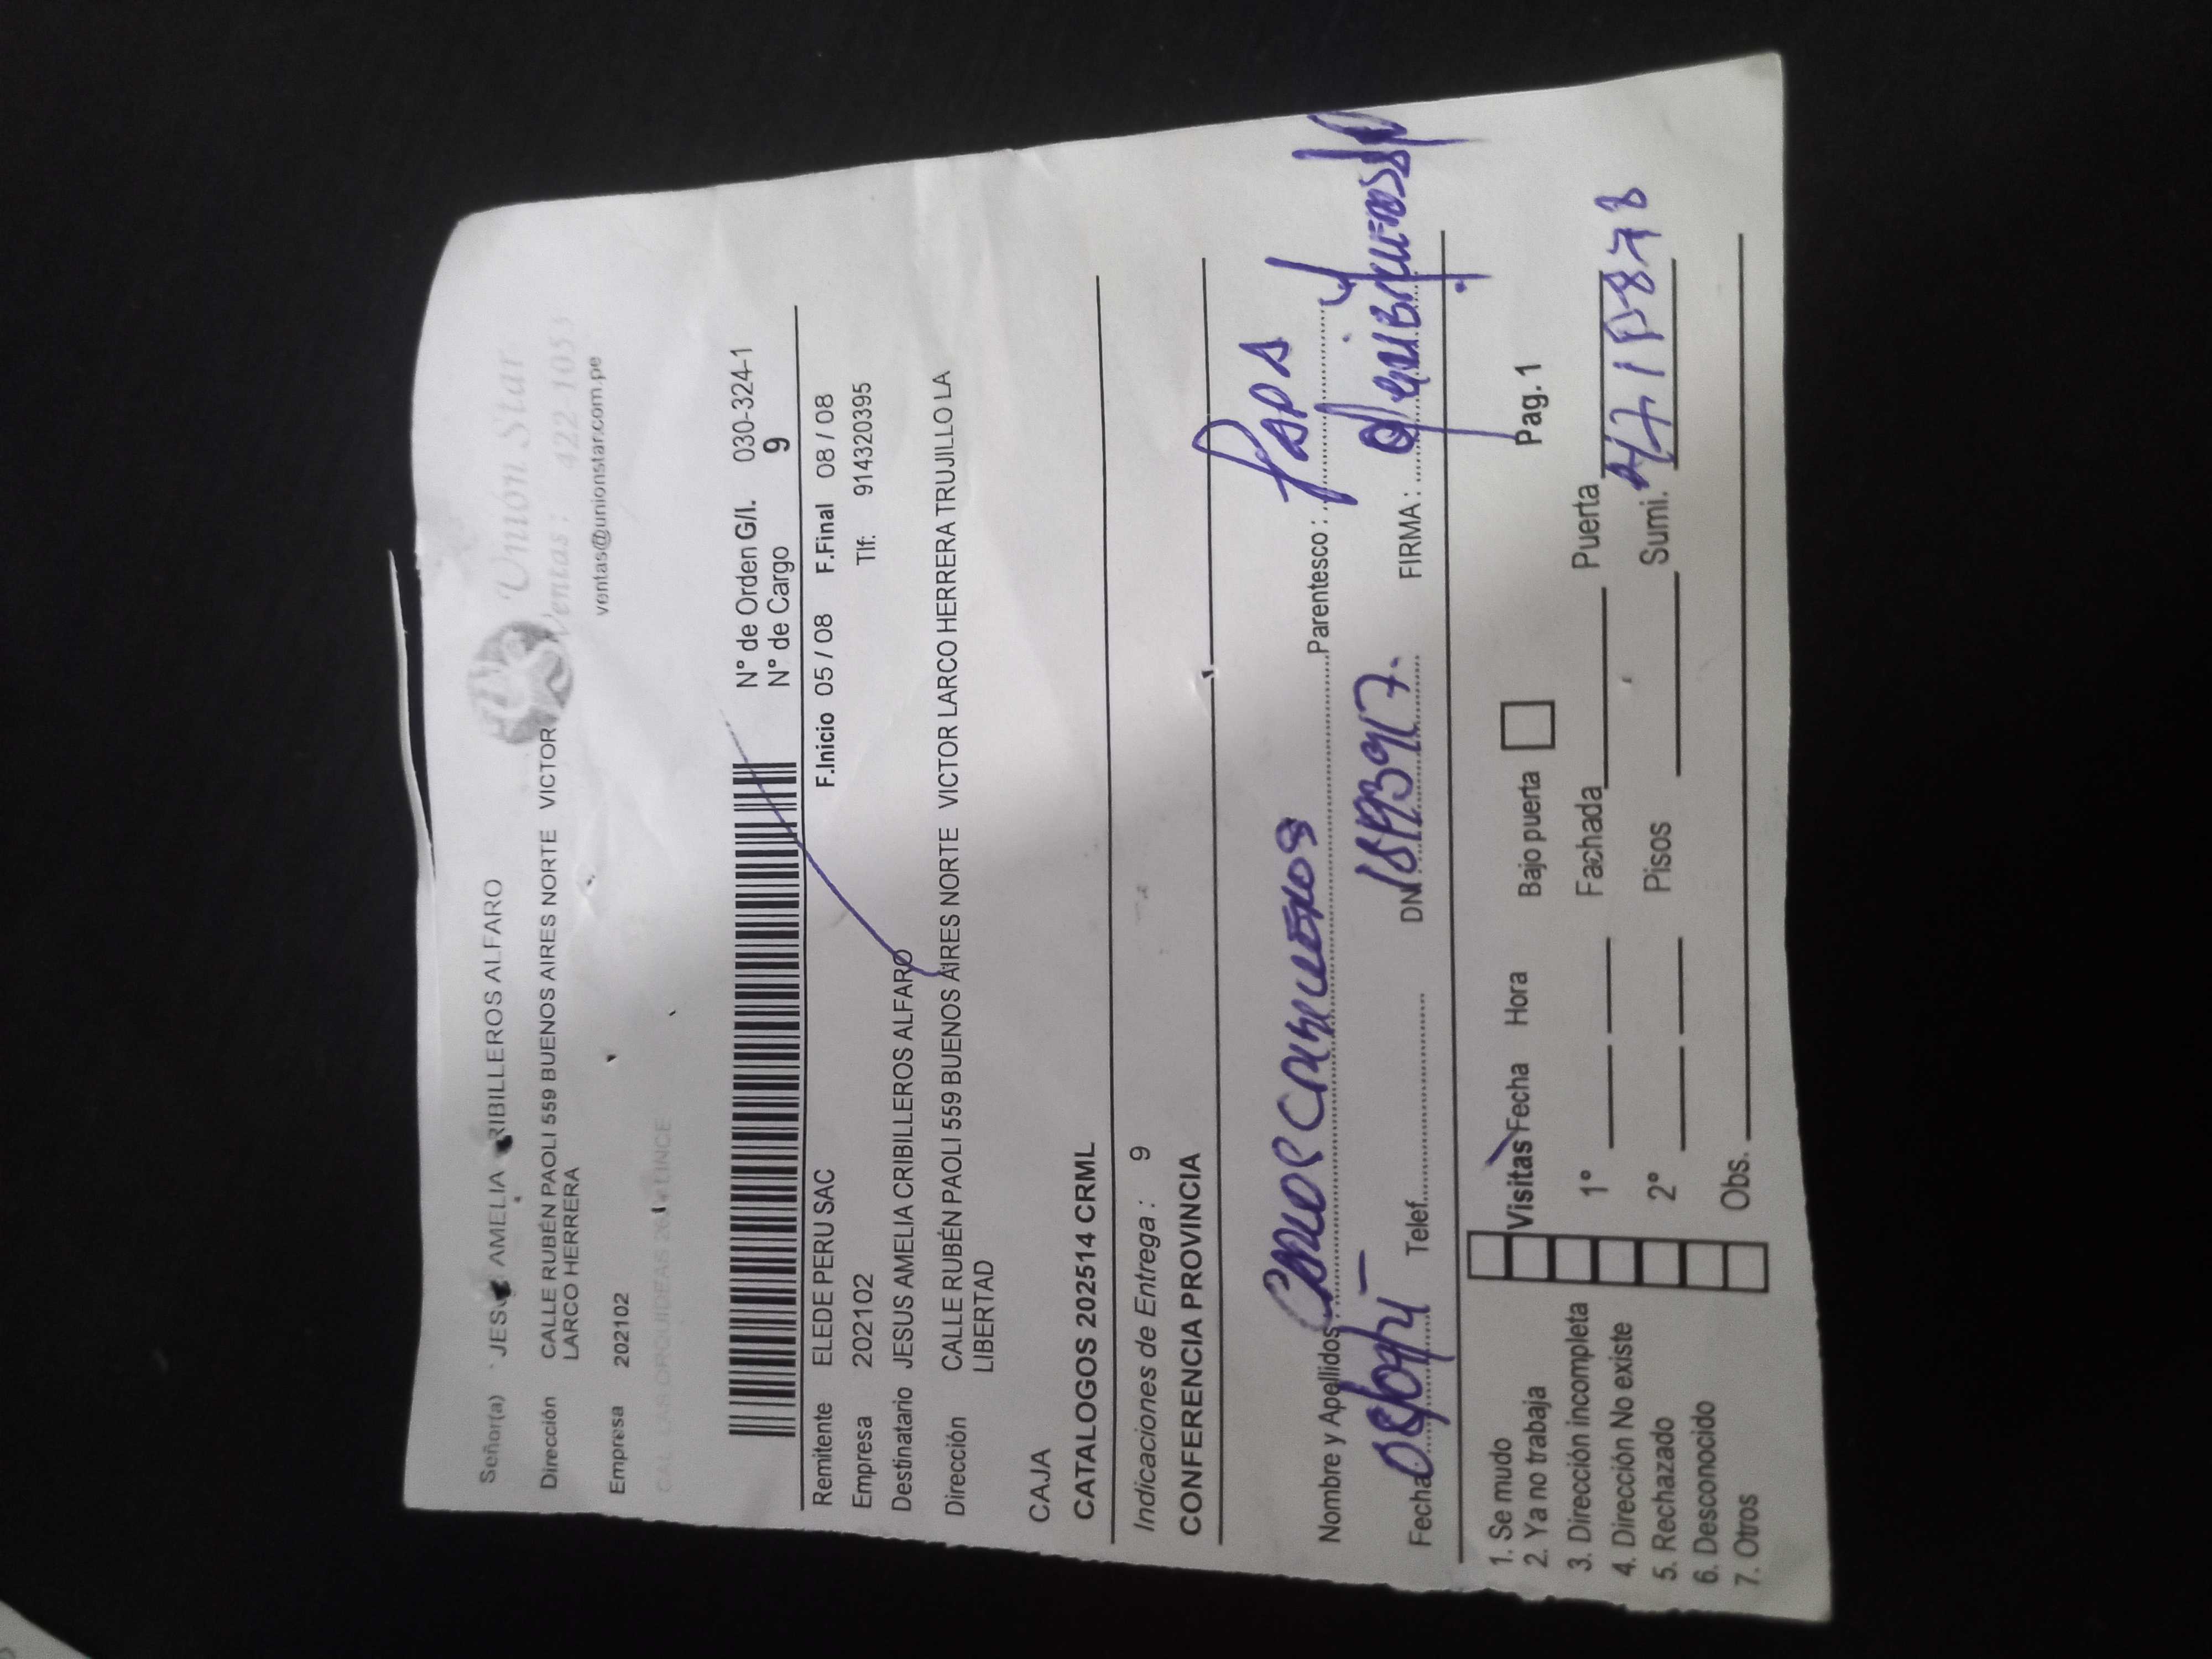 Unión Star
Ventas: 422-1053
ventas@unionstar.com.pe
Señor(a) AMELIA RIBILLEROS ALFARO
Dirección CALLE RUBÉN PAOLI 559 BUENOS AIRES NORTE VICTOR
LARCO HERRERA
Empresa 202102
N° de Orden G/I. 030-324-1
N° de Cargo 9
Remitente ELEDE PERU SAC F.Inicio 05 / 08 F.Final 08 / 08
Empresa 202102 Tlf: 914320395
Destinatario JESUS AMELIA CRIBILLEROS ALFARO
Dirección CALLE RUBÉN PAOLI 559 BUENOS AIRES NORTE VICTOR LARCO HERRERA TRUJILLO LA
LIBERTAD
CAJA
CATALOGOS 202514 CRML
Indicaciones de Entrega : 9
CONFERENCIA PROVINCIA
Nombre y Apellidos: Parentesco :
Fecha Telef. DNI FIRMA :
Pag. 1
1. Se mudo
2. Ya no trabaja
3. Dirección incompleta
4. Dirección No existe
5. Rechazado
6. Desconocido
7. Otros
Visitas Fecha Hora Bajo puerta
1° Fachada Puerta
2° Pisos Sumi.
Obs.